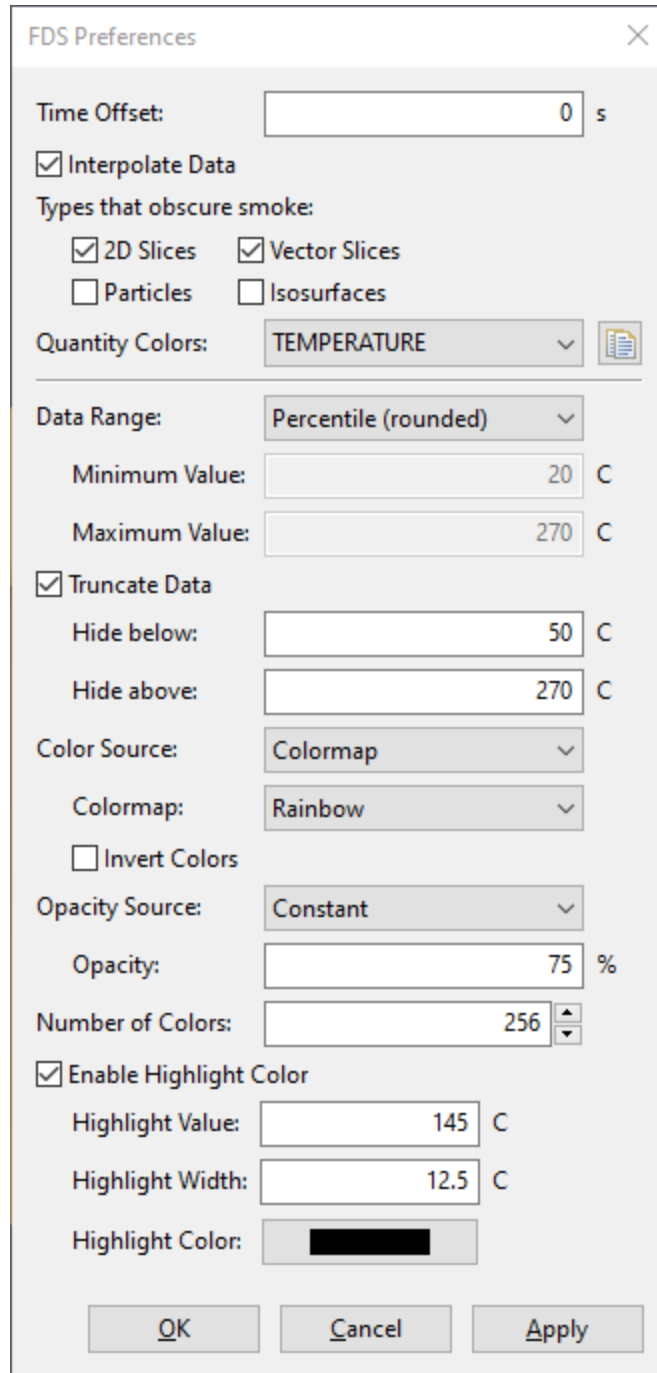 FDS Preferences
Time Offset: 0 s
Interpolate Data
Types that obscure smoke:
2D Slices Vector Slices
Particles Isosurfaces
Quantity Colors: TEMPERATURE
Data Range: Percentile (rounded)
Minimum Value: 20 C
Maximum Value: 270 C
Truncate Data
Hide below: 50 C
Hide above: 270 C
Color Source: Colormap
Colormap: Rainbow
Invert Colors
Opacity Source: Constant
Opacity: 75 %
Number of Colors: 256
Enable Highlight Color
Highlight Value: 145 C
Highlight Width: 12.5 C
Highlight Color:
OK Cancel Apply